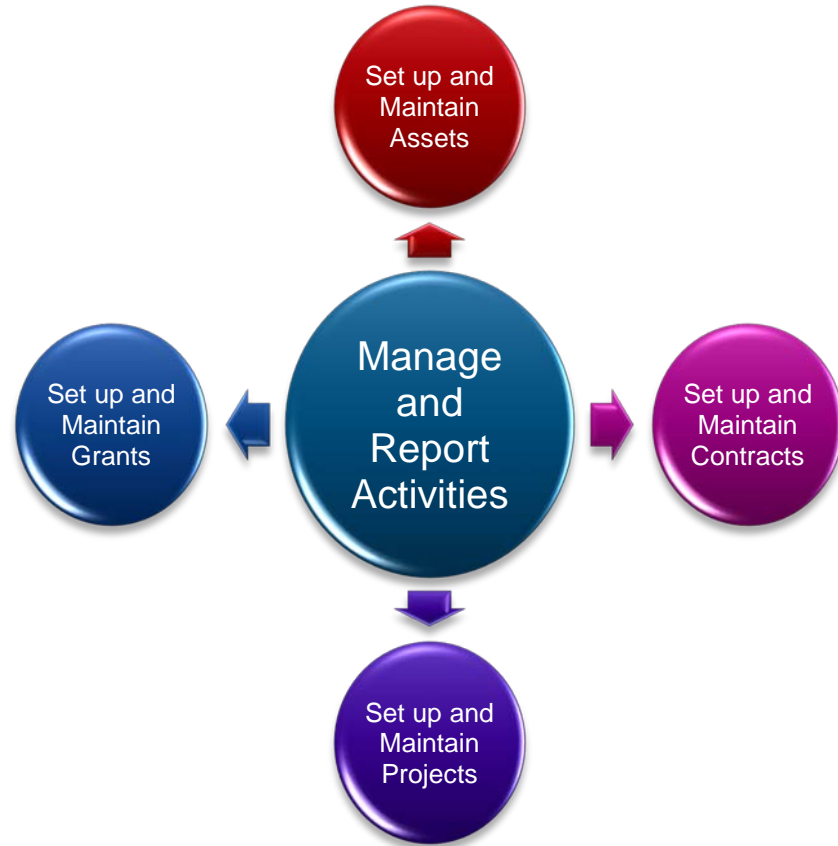 Set up and
Maintain
Assets
Set up and
Maintain
Grants
Manage
and
Report
Activities
Set up and
Maintain
Contracts
Set up and
Maintain
Projects